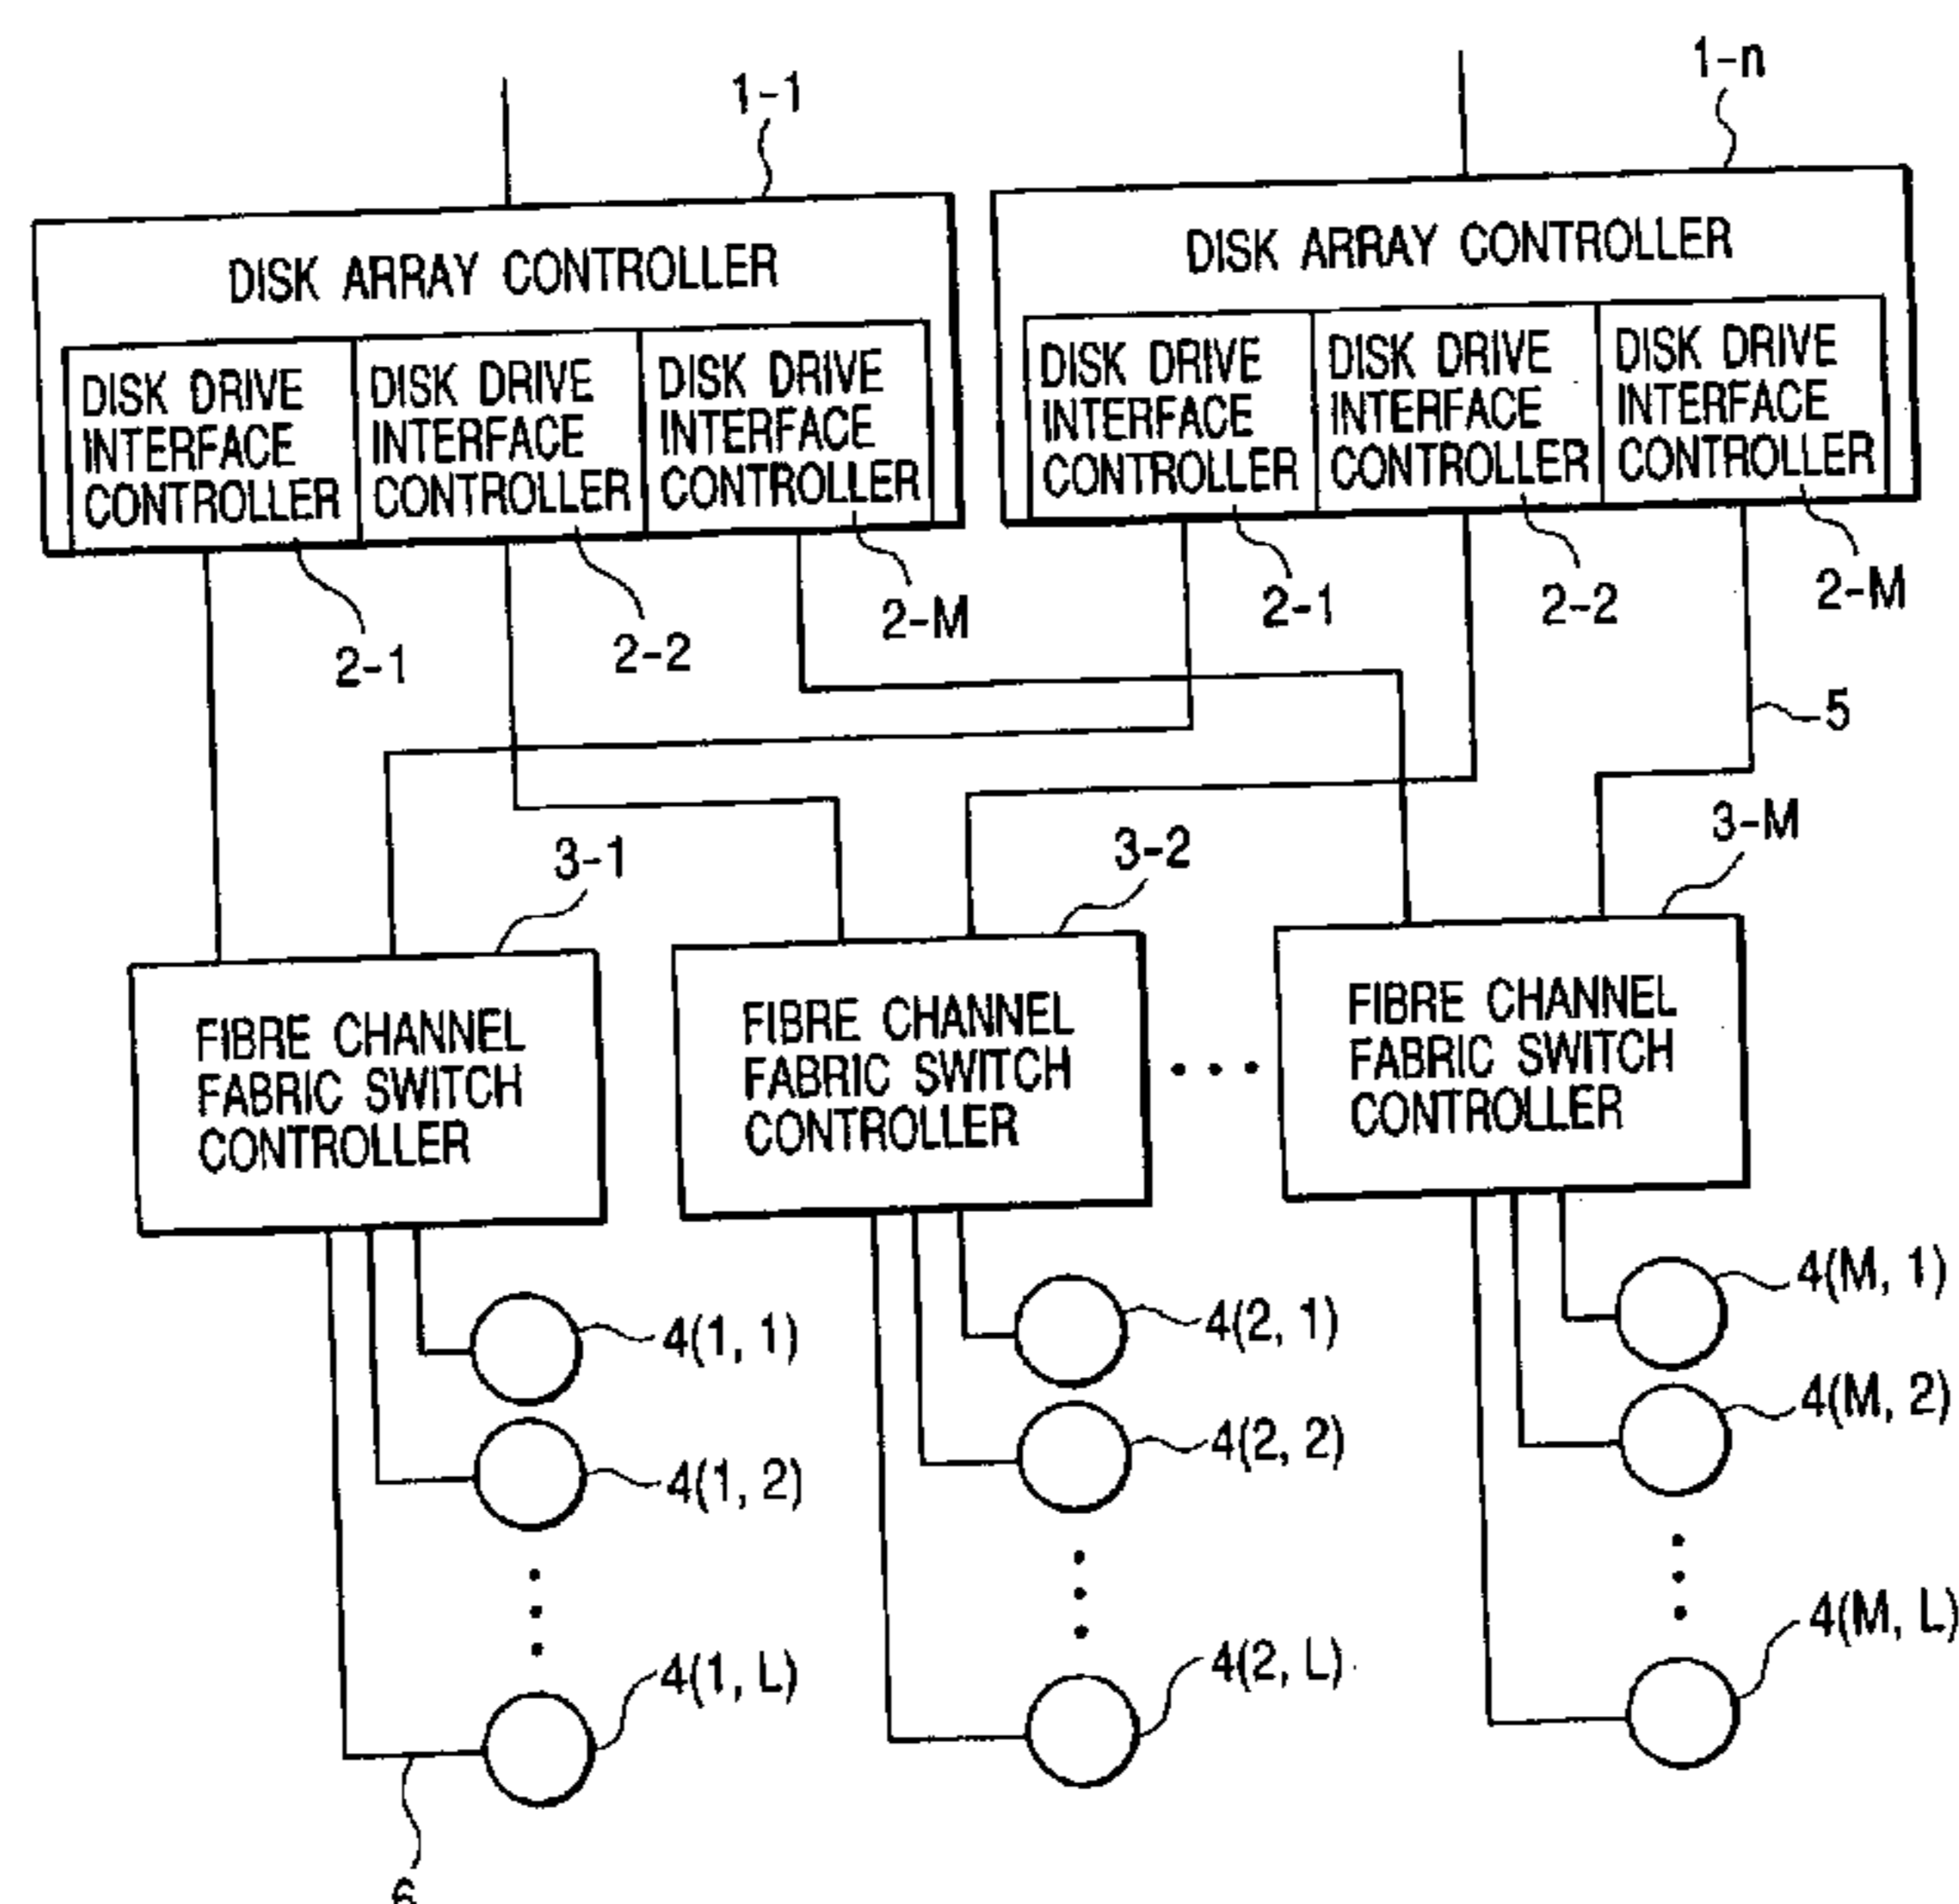 1-1
1-n
DISK ARRAY CONTROLLER
DISK ARRAY CONTROLLER
DISK DRIVE
INTERFACE
CONTROLLER
DISK DRIVE
INTERFACE
CONTROLLER
DISK DRIVE
INTERFACE
CONTROLLER
DISK DRIVE
INTERFACE
CONTROLLER
DISK DRIVE
INTERFACE
CONTROLLER
DISK DRIVE
INTERFACE
CONTROLLER
2-1
2-2
2-M
2-1
2-2
2-M
5
3-1
3-2
3-M
FIBRE CHANNEL
FABRIC SWITCH
CONTROLLER
FIBRE CHANNEL
FABRIC SWITCH
CONTROLLER
FIBRE CHANNEL
FABRIC SWITCH
CONTROLLER
4(1, 1)
4(2, 1)
4(M, 1)
4(1, 2)
4(2, 2)
4(M, 2)
4(1, L)
4(2, L)
4(M, L)
6